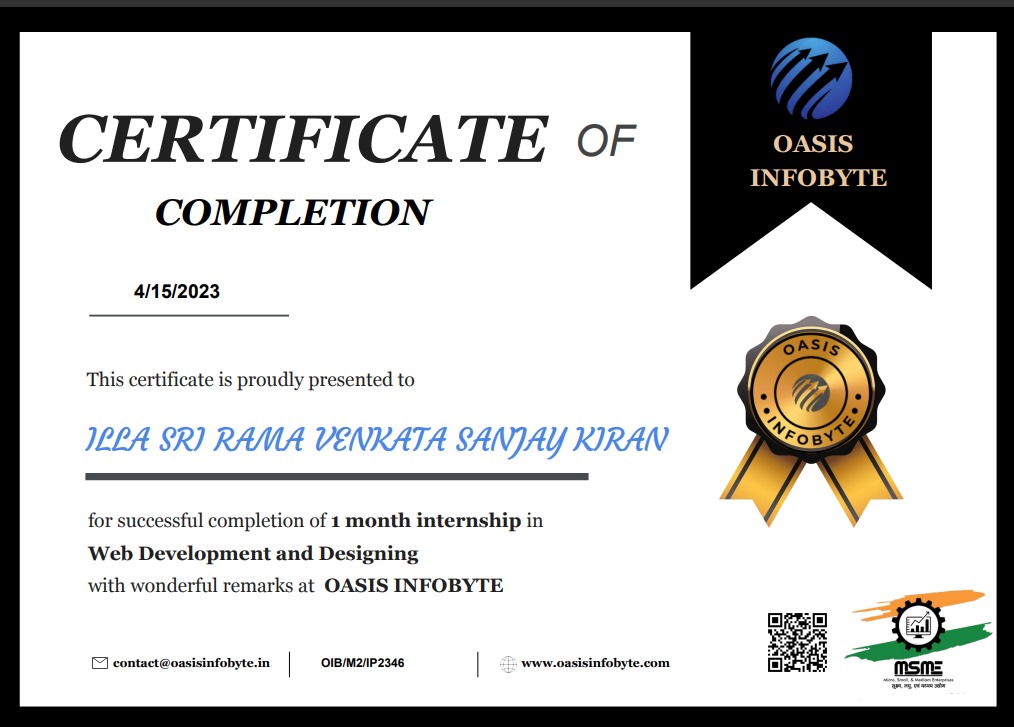 CERTIFICATE OF
COMPLETION
OASIS
INFOBYTE
4/15/2023
This certificate is proudly presented to
ILLA SRI RAMA VENKATA SANJAY KIRAN
OASIS
INFOBYTE
for successful completion of 1 month internship in
Web Development and Designing
with wonderful remarks at OASIS INFOBYTE
contact@oasisinfobyte.in
OIB/M2/IP2346
www.oasisinfobyte.com
MSME
Micro, Small, & Medium Enterprises
सूक्ष्म, लघु, एवं मध्यम उद्योग